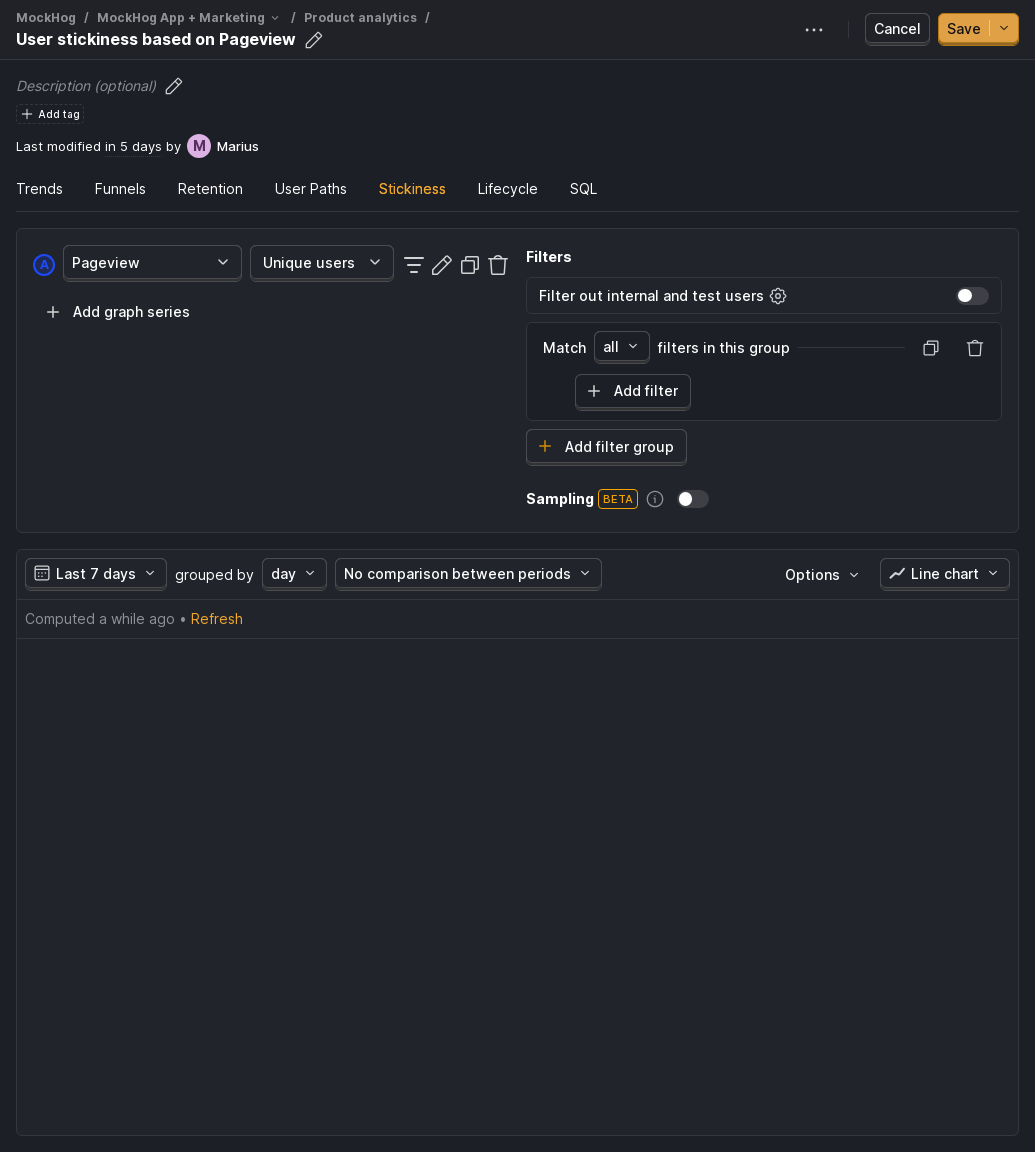 MockHog / MockHog App + Marketing / Product analytics /
User stickiness based on Pageview
Cancel
Save
Description (optional)
Add tag
Last modified in 5 days by M Marius
Trends Funnels Retention User Paths Stickiness Lifecycle SQL
A Pageview Unique users
Add graph series
Filters
Filter out internal and test users
Match all filters in this group
Add filter
Add filter group
Sampling BETA
Last 7 days grouped by day No comparison between periods Options Line chart
Computed a while ago • Refresh